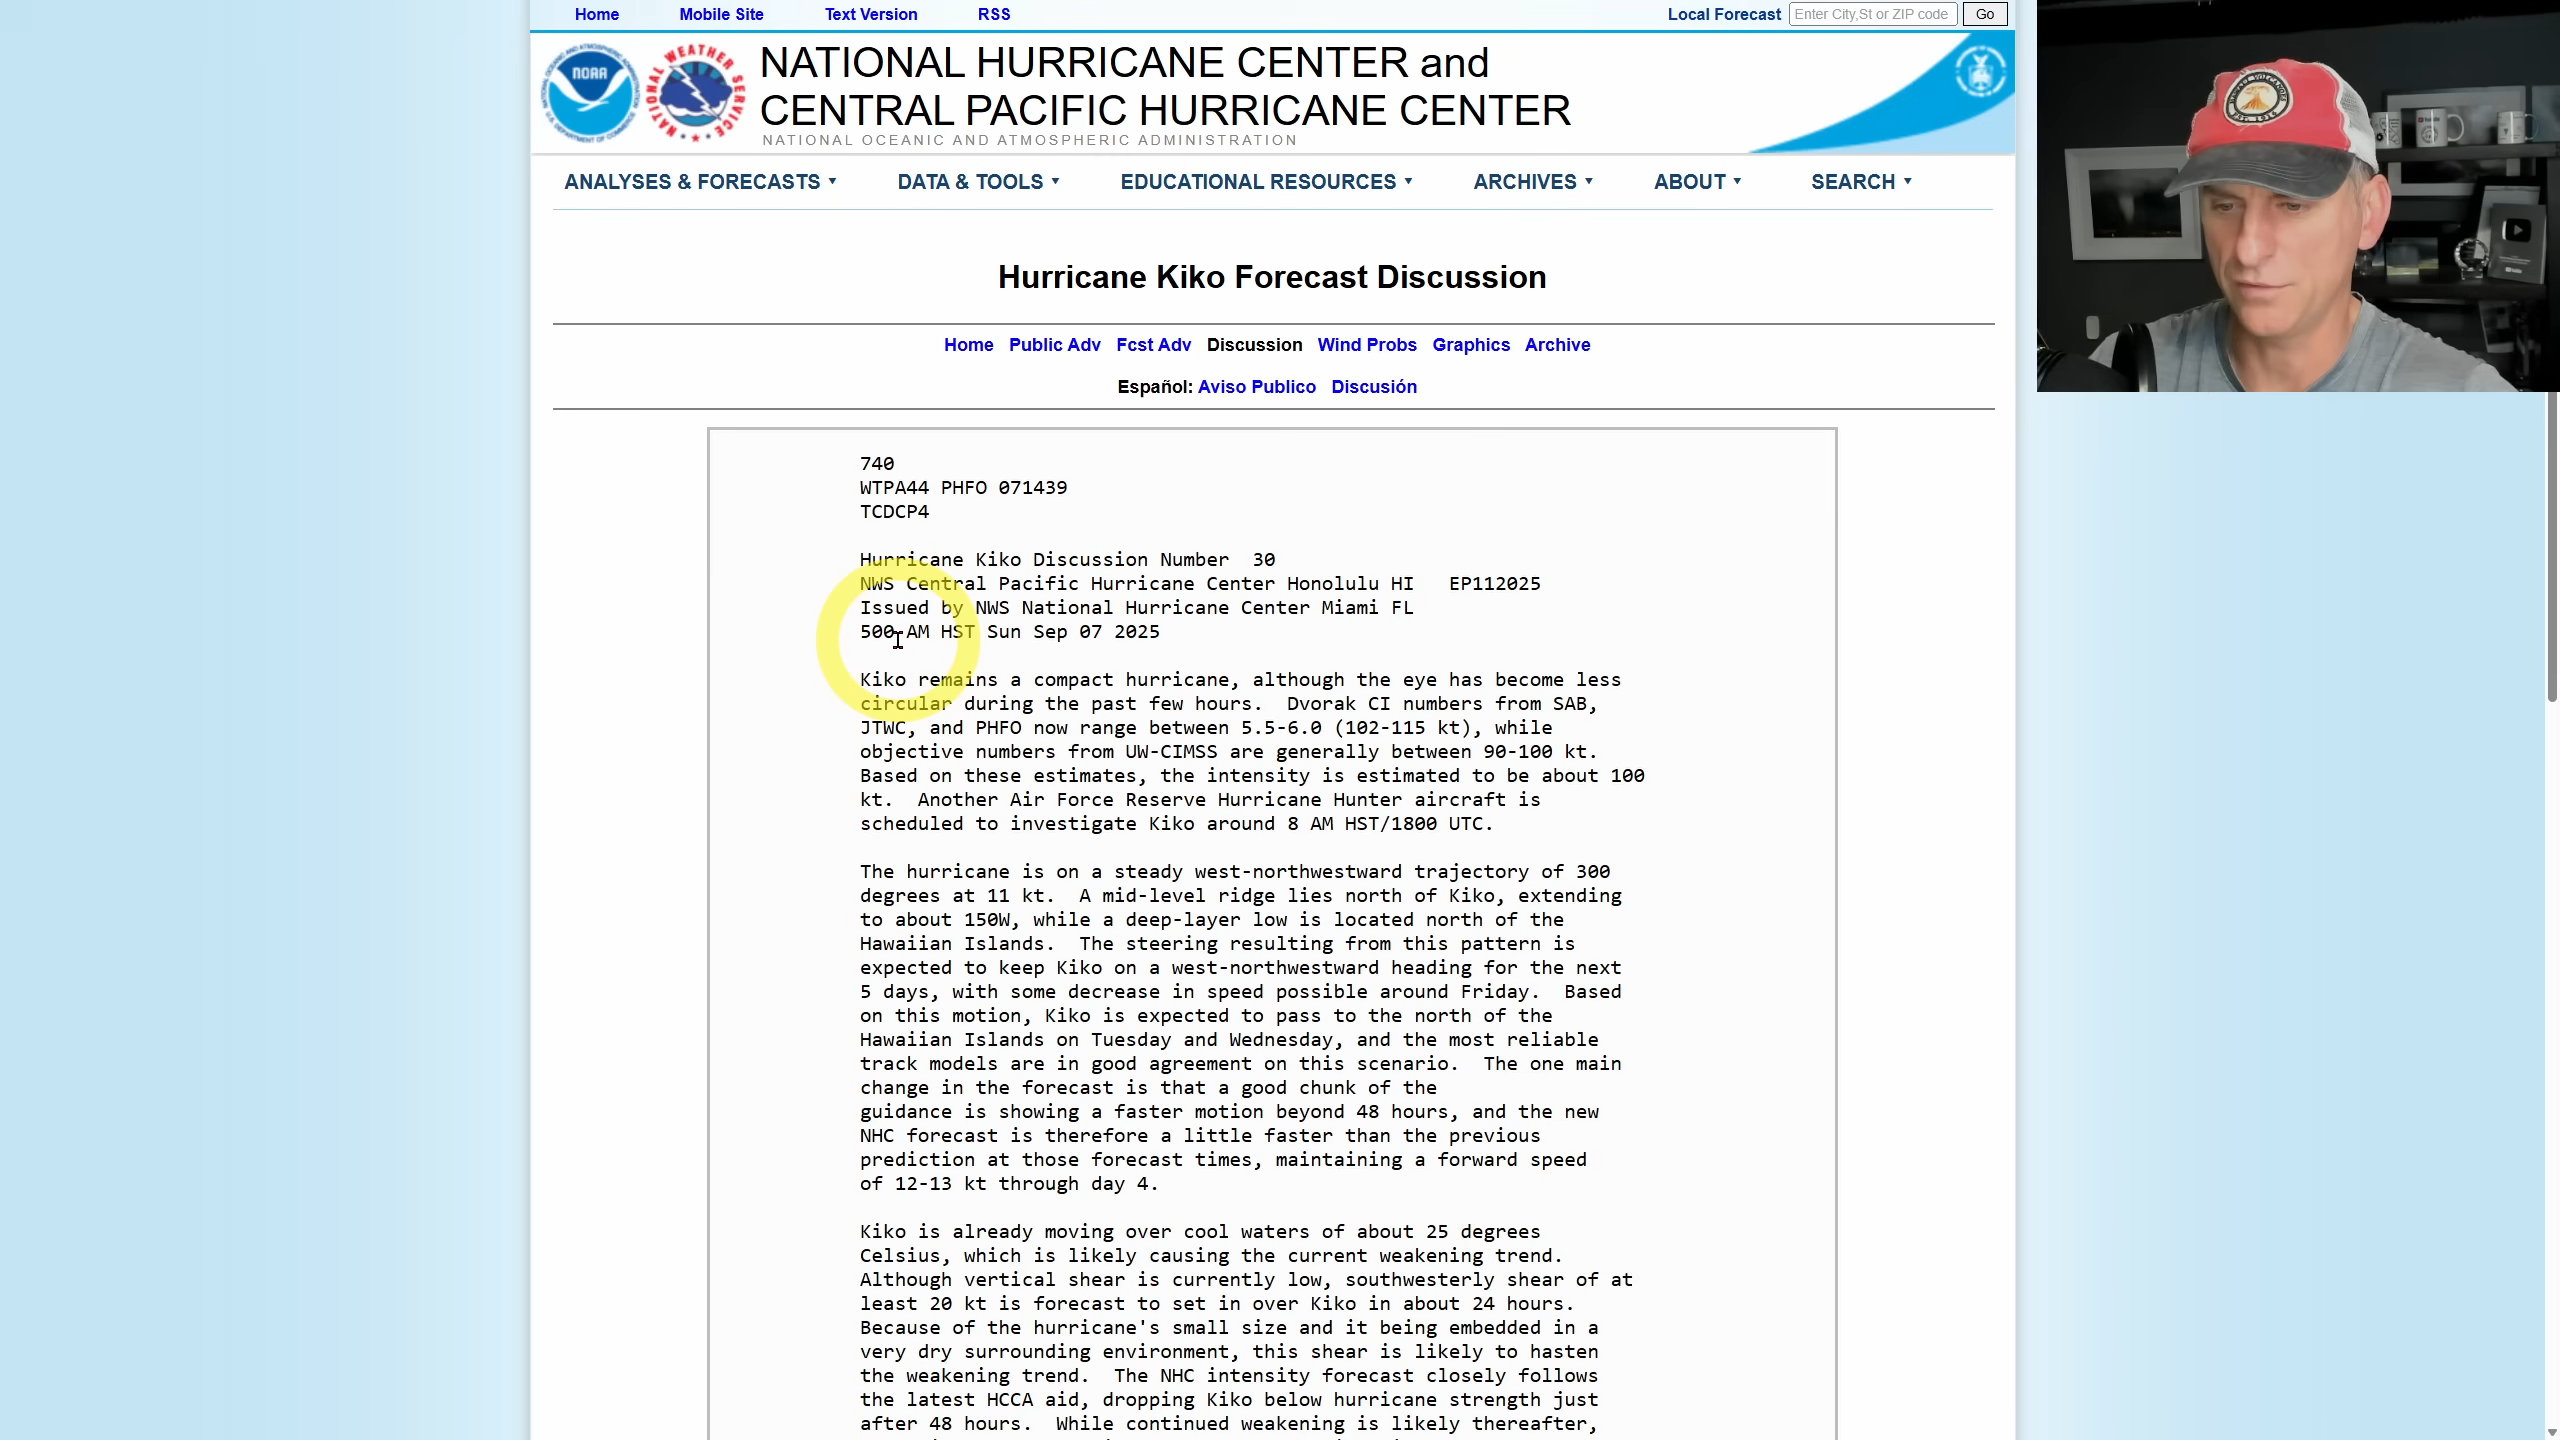 Home Mobile Site Text Version RSS Local Forecast Enter City,St or ZIP code Go
NOAA
NATIONAL WEATHER SERVICE
NATIONAL HURRICANE CENTER and
CENTRAL PACIFIC HURRICANE CENTER
NATIONAL OCEANIC AND ATMOSPHERIC ADMINISTRATION
ANALYSES & FORECASTS DATA & TOOLS EDUCATIONAL RESOURCES ARCHIVES ABOUT SEARCH
Hurricane Kiko Forecast Discussion
Home Public Adv Fcst Adv Discussion Wind Probs Graphics Archive
Español: Aviso Publico Discusión
740
WTPA44 PHFO 071439
TCDCP4
Hurricane Kiko Discussion Number 30
NWS Central Pacific Hurricane Center Honolulu HI EP112025
Issued by NWS National Hurricane Center Miami FL
500 AM HST Sun Sep 07 2025
Kiko remains a compact hurricane, although the eye has become less
circular during the past few hours. Dvorak CI numbers from SAB,
JTWC, and PHFO now range between 5.5-6.0 (102-115 kt), while
objective numbers from UW-CIMSS are generally between 90-100 kt.
Based on these estimates, the intensity is estimated to be about 100
kt. Another Air Force Reserve Hurricane Hunter aircraft is
scheduled to investigate Kiko around 8 AM HST/1800 UTC.
The hurricane is on a steady west-northwestward trajectory of 300
degrees at 11 kt. A mid-level ridge lies north of Kiko, extending
to about 150W, while a deep-layer low is located north of the
Hawaiian Islands. The steering resulting from this pattern is
expected to keep Kiko on a west-northwestward heading for the next
5 days, with some decrease in speed possible around Friday. Based
on this motion, Kiko is expected to pass to the north of the
Hawaiian Islands on Tuesday and Wednesday, and the most reliable
track models are in good agreement on this scenario. The one main
change in the forecast is that a good chunk of the
guidance is showing a faster motion beyond 48 hours, and the new
NHC forecast is therefore a little faster than the previous
prediction at those forecast times, maintaining a forward speed
of 12-13 kt through day 4.
Kiko is already moving over cool waters of about 25 degrees
Celsius, which is likely causing the current weakening trend.
Although vertical shear is currently low, southwesterly shear of at
least 20 kt is forecast to set in over Kiko in about 24 hours.
Because of the hurricane's small size and it being embedded in a
very dry surrounding environment, this shear is likely to hasten
the weakening trend. The NHC intensity forecast closely follows
the latest HCCA aid, dropping Kiko below hurricane strength just
after 48 hours. While continued weakening is likely thereafter,